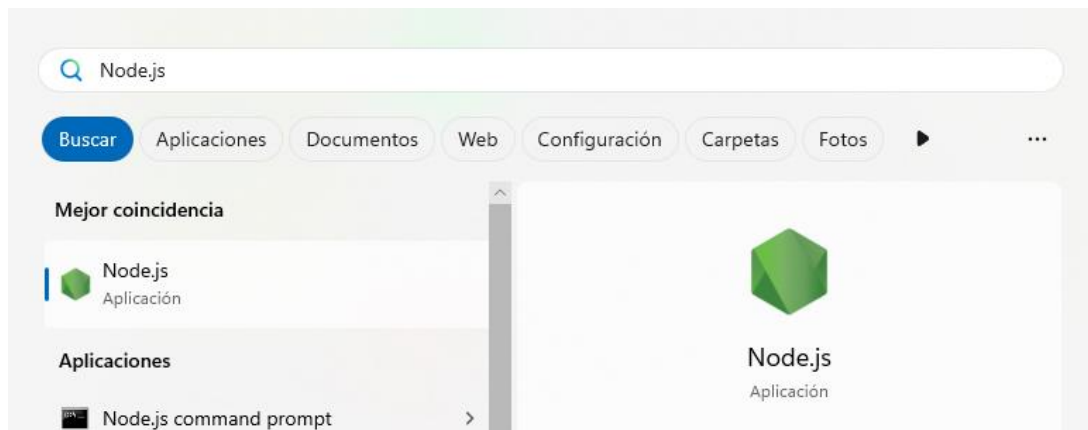 Node.js
Buscar Aplicaciones Documentos Web Configuración Carpetas Fotos
Mejor coincidencia
Node.js
Aplicación
Aplicaciones
Node.js command prompt
Node.js
Aplicación